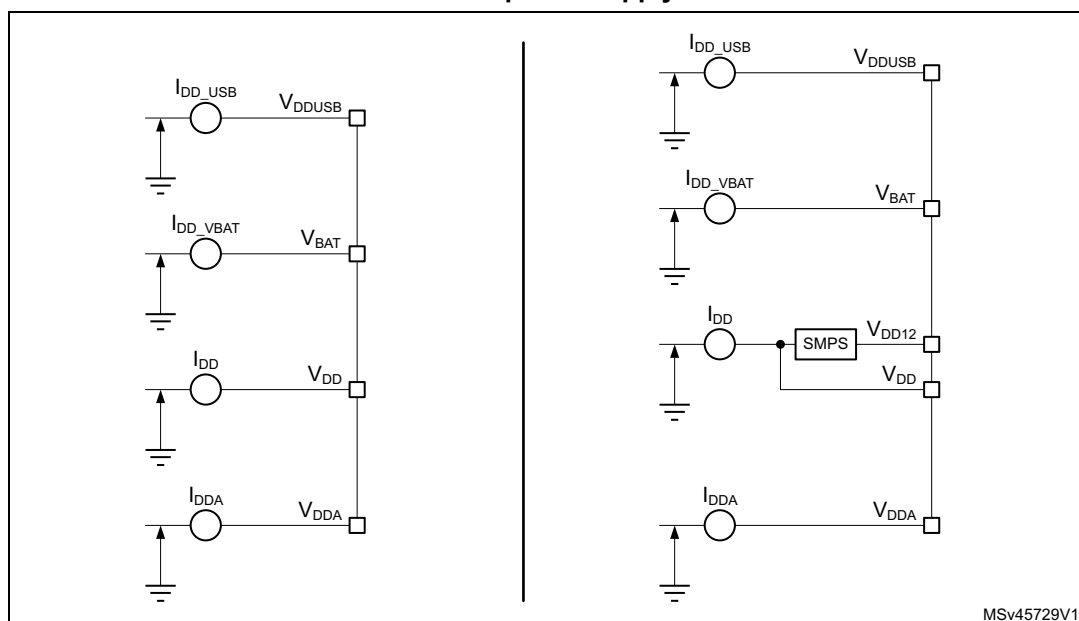 I_DD_USB
V_DDUSB
I_DD_VBAT
V_BAT
I_DD
V_DD
I_DDA
V_DDA
I_DD_USB
V_DDUSB
I_DD_VBAT
V_BAT
I_DD
SMPS
V_DD12
V_DD
I_DDA
V_DDA
MSv45729V1